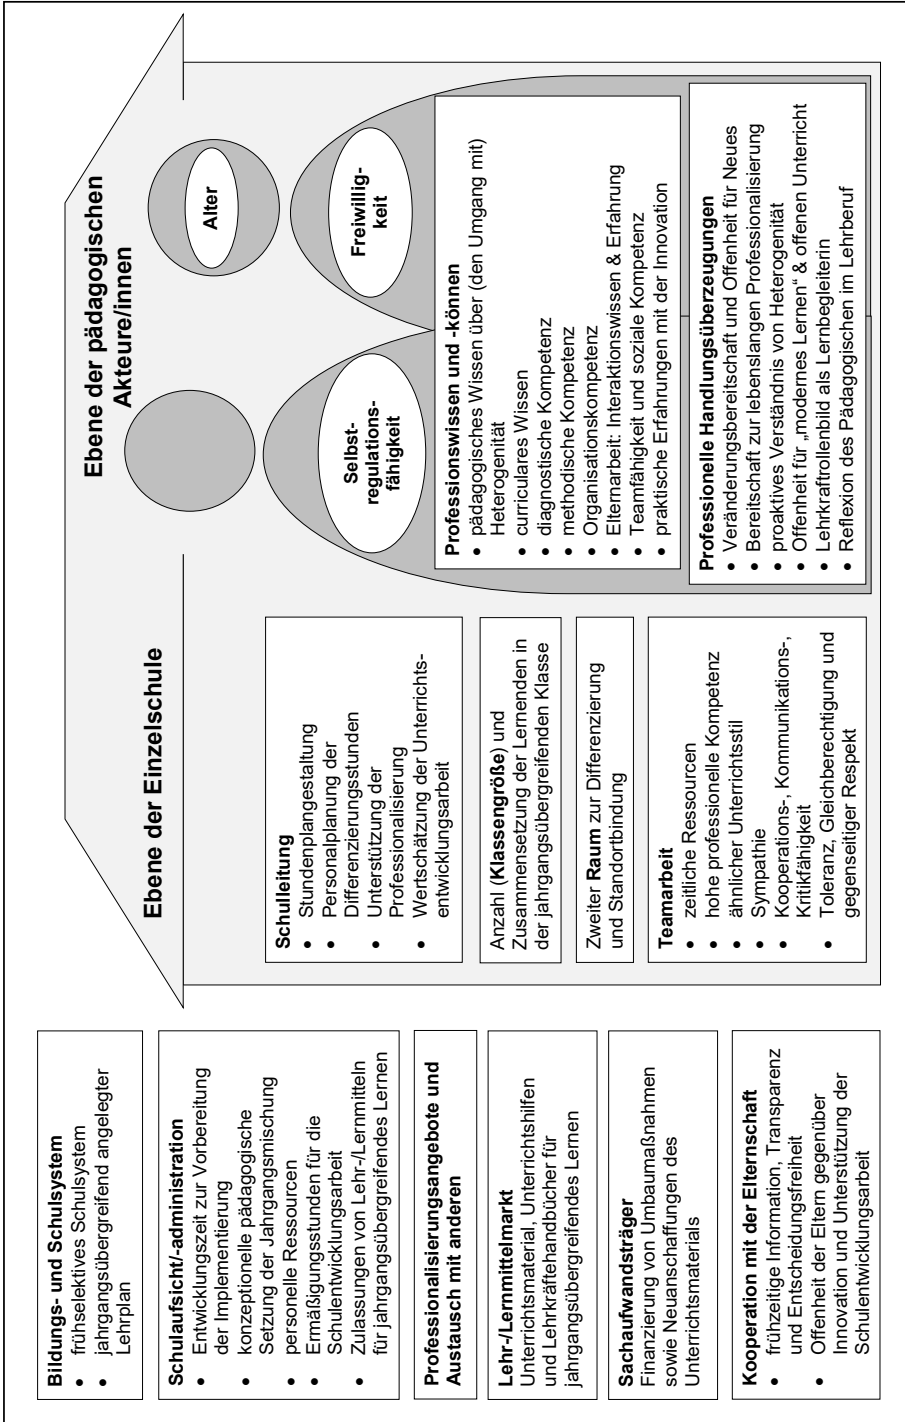 Bildungs- und Schulsystem
• frühselektives Schulsystem
• jahrgangsübergreifend angelegter
Lehrplan
Schulaufsicht/-administration
• Entwicklungszeit zur Vorbereitung
der Implementierung
• konzeptionelle pädagogische
Setzung der Jahrgangsmischung
• personelle Ressourcen
• Ermäßigungsstunden für die
Schulentwicklungsarbeit
• Zulassungen von Lehr-/Lernmitteln
für jahrgangsübergreifendes Lernen
Professionalisierungsangebote und
Austausch mit anderen
Lehr-/Lernmittelmarkt
Unterrichtsmaterial, Unterrichtshilfen
und Lehrkräftehandbücher für
jahrgangsübergreifendes Lernen
Sachaufwandsträger
Finanzierung von Umbaumaßnahmen
sowie Neuanschaffungen des
Unterrichtsmaterials
Kooperation mit der Elternschaft
• frühzeitige Information, Transparenz
und Entscheidungsfreiheit
• Offenheit der Eltern gegenüber
Innovation und Unterstützung der
Schulentwicklungsarbeit
Ebene der Einzelschule
Schulleitung
• Stundenplangestaltung
• Personalplanung der
Differenzierungsstunden
• Unterstützung der
Professionalisierung
• Wertschätzung der Unterrichts-
entwicklungsarbeit
Anzahl (Klassengröße) und
Zusammensetzung der Lernenden in
der jahrgangsübergreifenden Klasse
Zweiter Raum zur Differenzierung
und Standortbindung
Teamarbeit
• zeitliche Ressourcen
• hohe professionelle Kompetenz
• ähnlicher Unterrichtsstil
• Sympathie
• Kooperations-, Kommunikations-,
Kritikfähigkeit
• Toleranz, Gleichberechtigung und
gegenseitiger Respekt
Ebene der pädagogischen
Akteure/innen
Alter
Selbst-
regulations-
fähigkeit
Freiwillig-
keit
Professionswissen und -können
• pädagogisches Wissen über (den Umgang mit)
Heterogenität
• curriculares Wissen
• diagnostische Kompetenz
• methodische Kompetenz
• Organisationskompetenz
• Elternarbeit: Interaktionswissen & Erfahrung
• Teamfähigkeit und soziale Kompetenz
• praktische Erfahrungen mit der Innovation
Professionelle Handlungsüberzeugungen
• Veränderungsbereitschaft und Offenheit für Neues
• Bereitschaft zur lebenslangen Professionalisierung
• proaktives Verständnis von Heterogenität
• Offenheit für „modernes Lernen“ & offenen Unterricht
• Lehrkraftrollenbild als Lernbegleiterin
• Reflexion des Pädagogischen im Lehrberuf